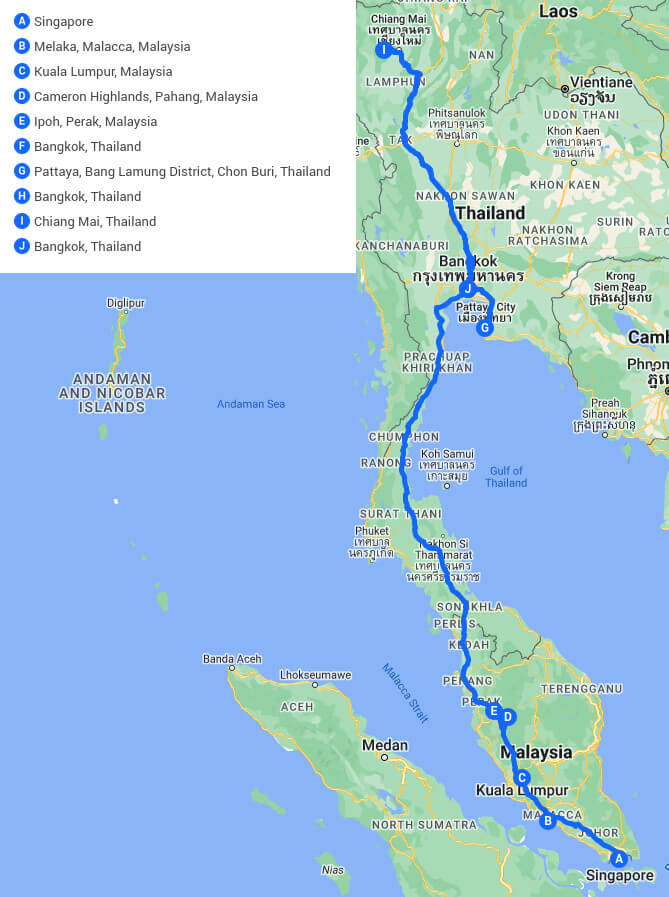 A Singapore
B Melaka, Malacca, Malaysia
C Kuala Lumpur, Malaysia
D Cameron Highlands, Pahang, Malaysia
E Ipoh, Perak, Malaysia
F Bangkok, Thailand
G Pattaya, Bang Lamung District, Chon Buri, Thailand
H Bangkok, Thailand
I Chiang Mai, Thailand
J Bangkok, Thailand
Laos
Chiang Mai
เทศบาลนคร
เชียงใหม่
I
NAN
LAMPHUN
Vientiane
ວຽງຈັນ
UDON THANI
Phitsanulok
เทศบาลนคร
พิษณุโลก
TAK
Khon Kaen
เทศบาลนคร
ขอนแก่น
KHON KAEN
NAKHON SAWAN
Thailand
SURIN
NAKHON
RATCHASIMA
KANCHANABURI
Bangkok
กรุงเทพมหานคร
J
Krong
Siem Reap
ក្រុងសៀមរាប
Pattaya City
เมืองพัทยา
G
Diglipur
PRACHUAP
KHIRI KHAN
ANDAMAN
AND NICOBAR
ISLANDS
Andaman Sea
Preah
Sihanouk
ក្រុងព្រះសីហនុ
CHUMPHON
RANONG
Koh Samui
เทศบาลนคร
เกาะสมุย
Gulf of
Thailand
SURAT THANI
Phuket
เทศบาล
นครภูเก็ต
Nakhon Si
Thammarat
เทศบาลนคร
นครศรีธรรมราช
SONGKHLA
PERLIS
KEDAH
Banda Aceh
Lhokseumawe
ACEH
Malacca Strait
PENANG
TERENGGANU
PERAK
E
D
Medan
Malaysia
C
Kuala Lumpur
MALACCA
B
JOHOR
NORTH SUMATRA
A
Singapore
Nias